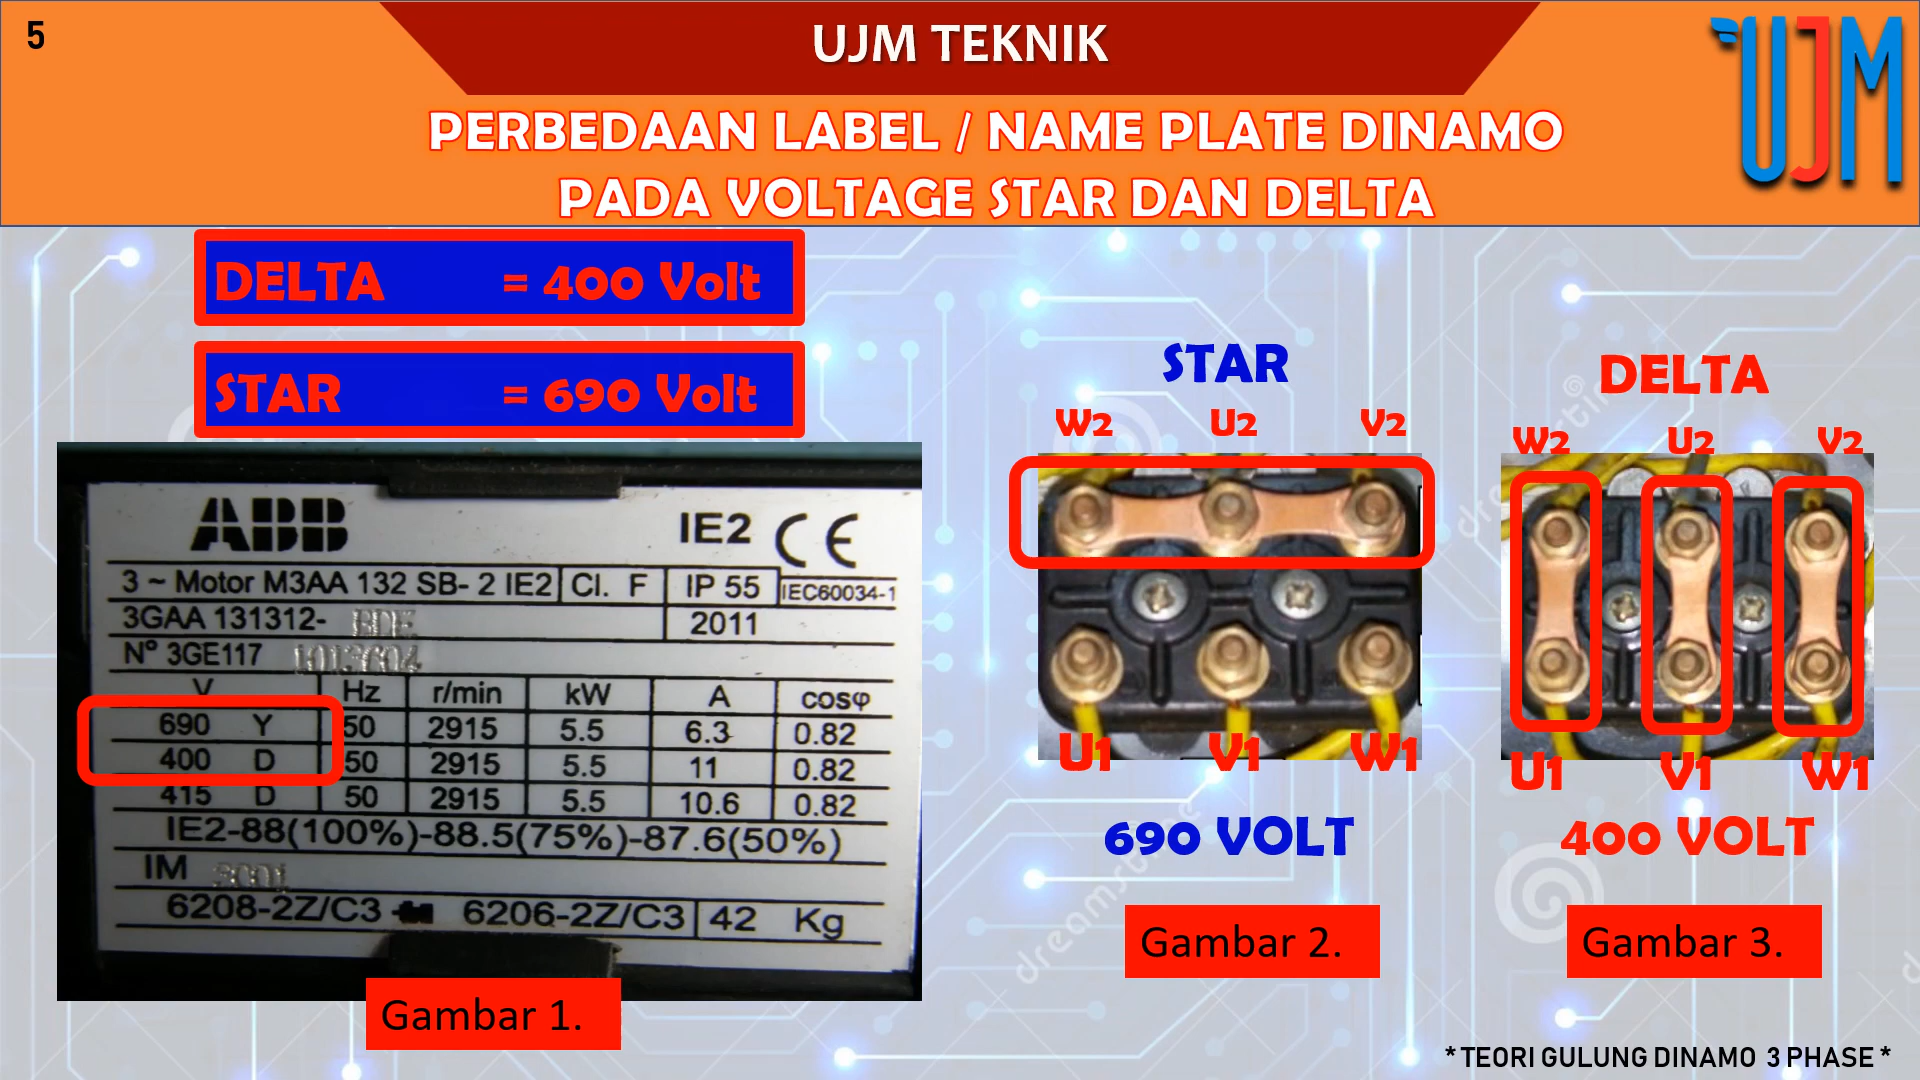 5
UJM TEKNIK
UJM
PERBEDAAN LABEL / NAME PLATE DINAMO
PADA VOLTAGE STAR DAN DELTA
DELTA = 400 Volt
STAR = 690 Volt
ABB IE2 CE
3 ~ Motor M3AA 132 SB- 2 IE2 Cl. F IP 55 IEC60034-1
3GAA 131312- BDE 2011
Nº 3GE117
V Hz r/min kW A cosφ
690 Y 50 2915 5.5 6.3 0.82
400 D 50 2915 5.5 11 0.82
415 D 50 2915 5.5 10.6 0.82
IE2-88(100%)-88.5(75%)-87.6(50%)
IM 3001
6208-2Z/C3 6206-2Z/C3 42 Kg
Gambar 1.
STAR
W2 U2 V2
U1 V1 W1
690 VOLT
Gambar 2.
DELTA
W2 U2 V2
U1 V1 W1
400 VOLT
Gambar 3.
* TEORI GULUNG DINAMO 3 PHASE *